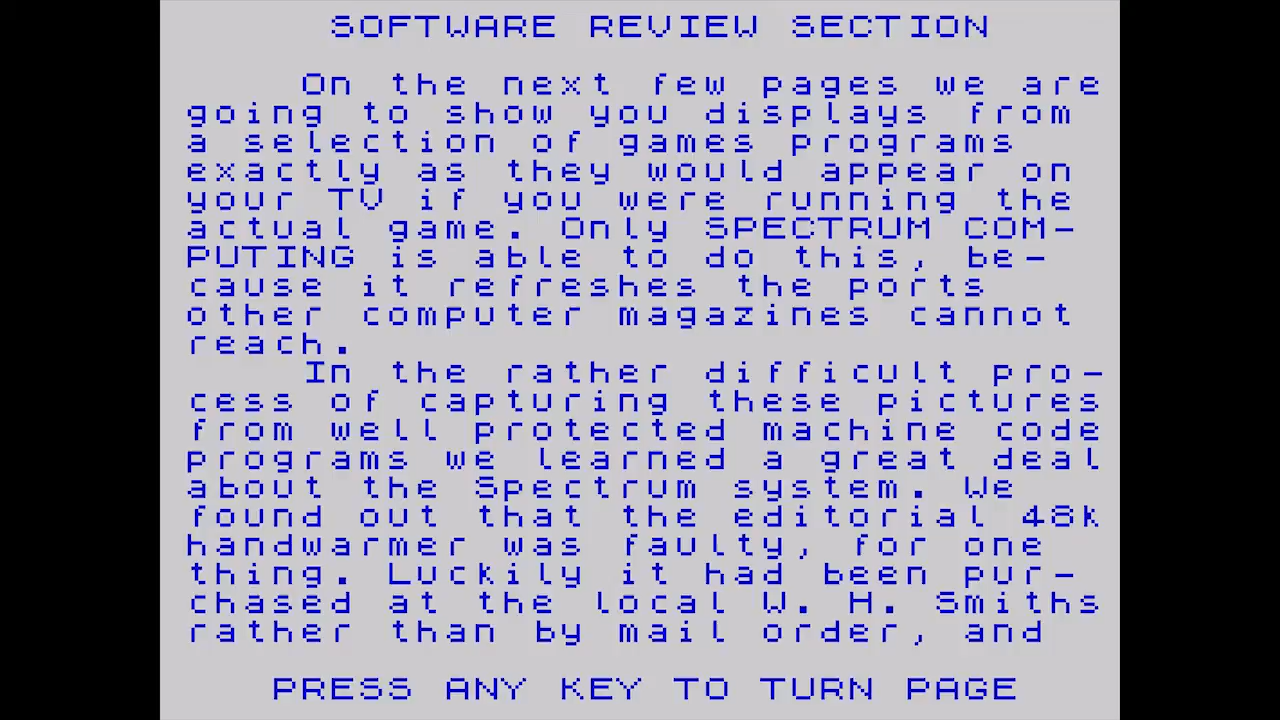 SOFTWARE REVIEW SECTION
On the next few pages we are
going to show you displays from
a selection of games programs
exactly as they would appear on
your TV if you were running the
actual game. Only SPECTRUM COM-
PUTING is able to do this, be-
cause it refreshes the ports
other computer magazines cannot
reach.
In the rather difficult pro-
cess of capturing these pictures
from well protected machine code
programs we learned a great deal
about the Spectrum system. We
found out that the editorial 48k
handwarmer was faulty, for one
thing. Luckily it had been pur-
chased at the local W. H. Smiths
rather than by mail order, and
PRESS ANY KEY TO TURN PAGE